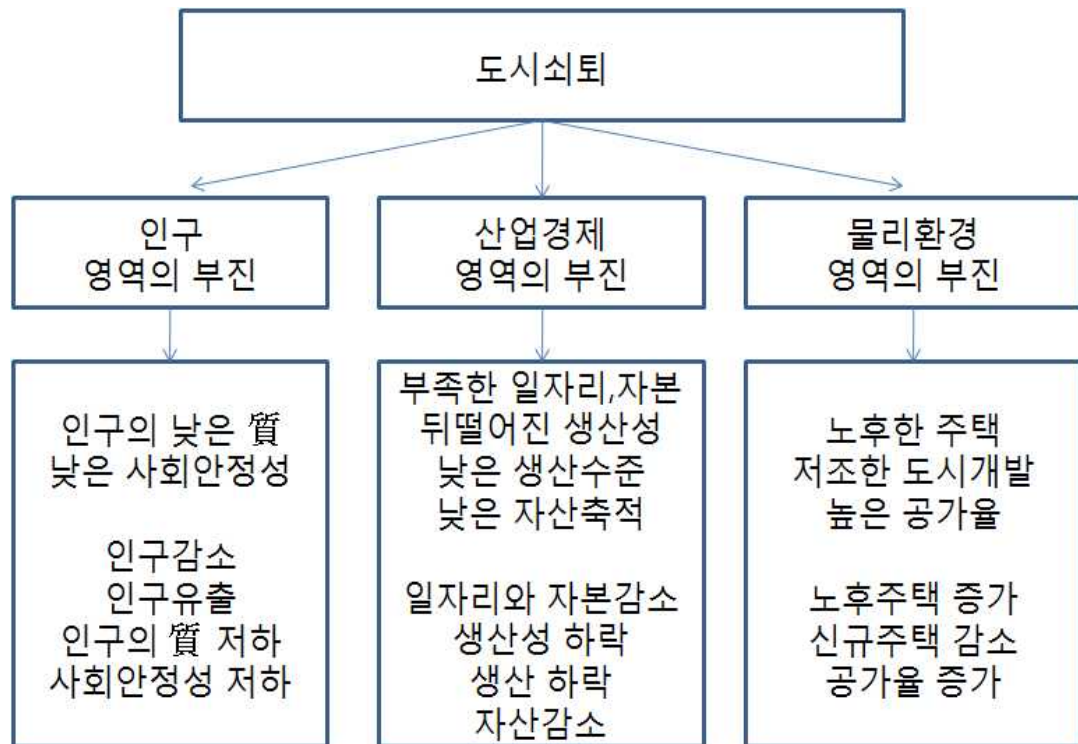 도시쇠퇴
인구
영역의 부진
산업경제
영역의 부진
물리환경
영역의 부진
인구의 낮은 質
낮은 사회안정성
인구감소
인구유출
인구의 質 저하
사회안정성 저하
부족한 일자리,자본
뒤떨어진 생산성
낮은 생산수준
낮은 자산축적
일자리와 자본감소
생산성 하락
생산 하락
자산감소
노후한 주택
저조한 도시개발
높은 공가율
노후주택 증가
신규주택 감소
공가율 증가